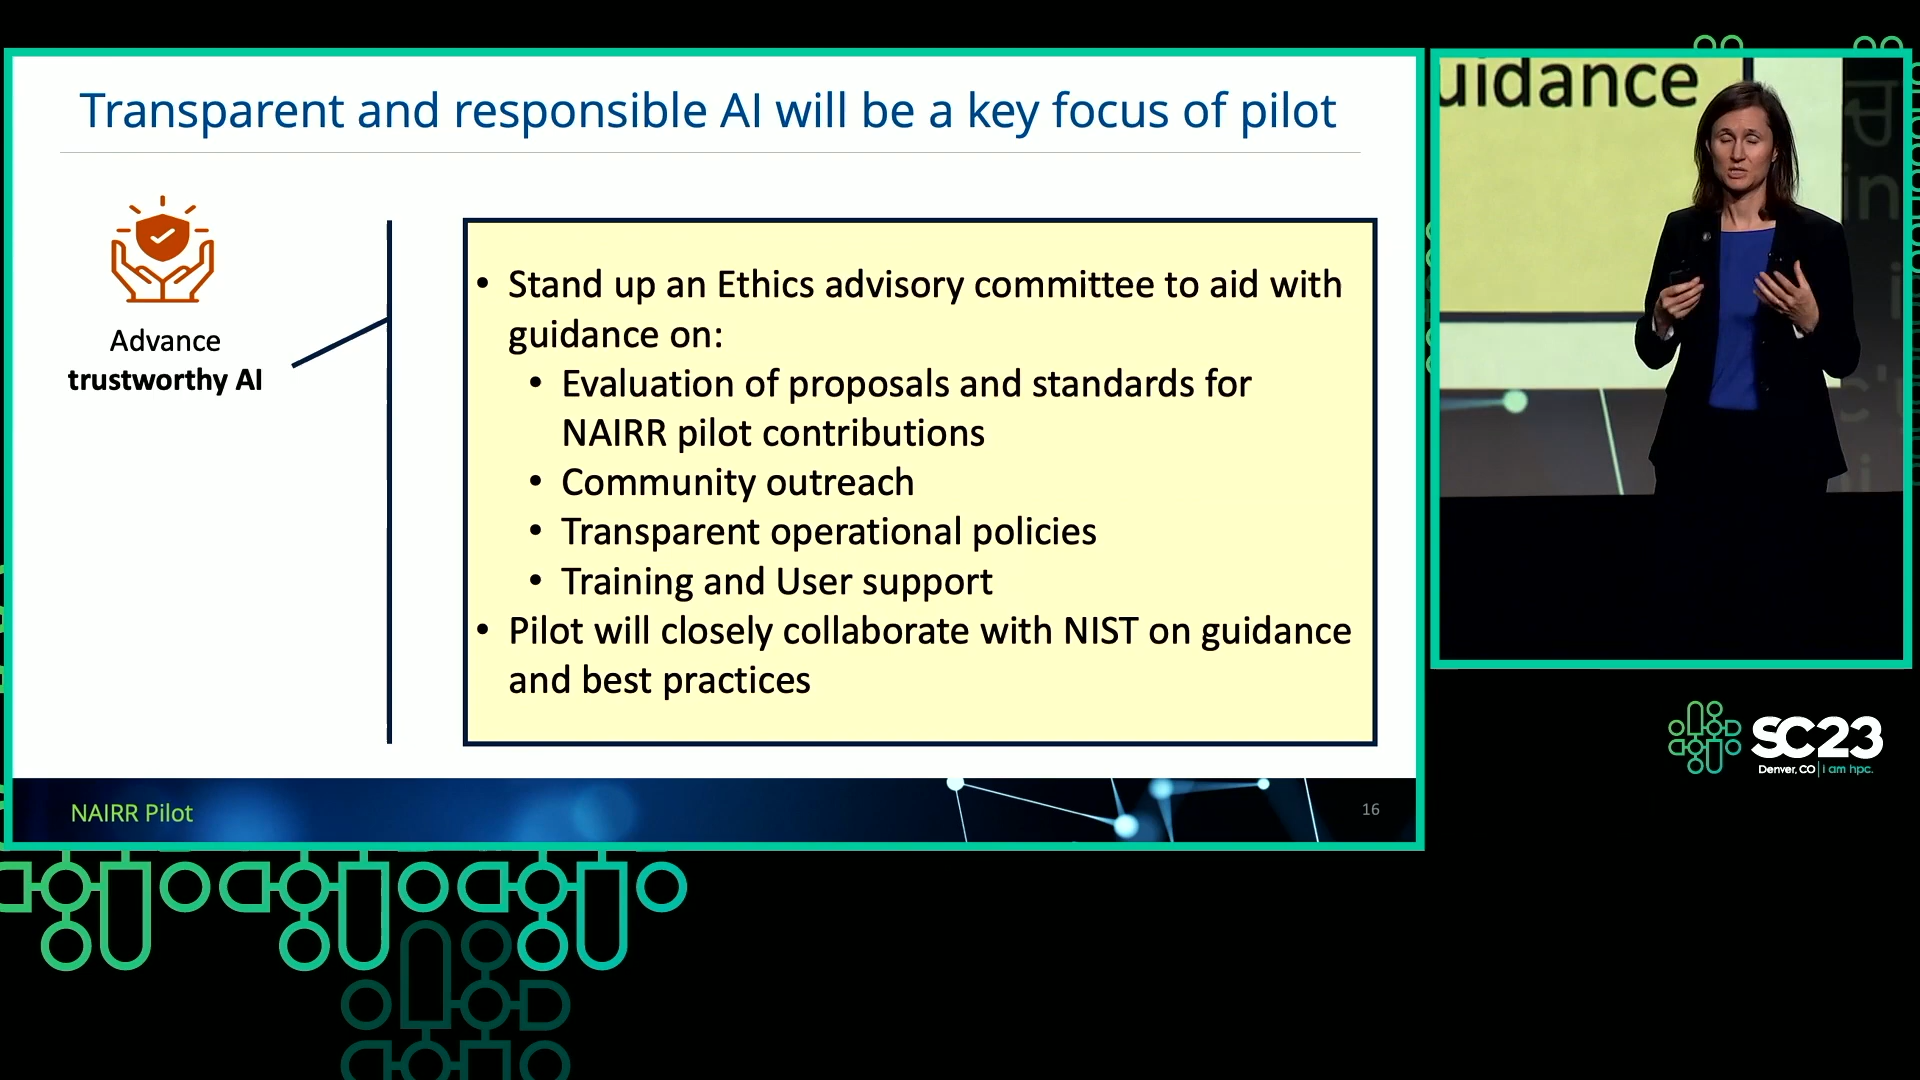 Transparent and responsible AI will be a key focus of pilot
Advance
trustworthy AI
• Stand up an Ethics advisory committee to aid with
guidance on:
• Evaluation of proposals and standards for
NAIRR pilot contributions
• Community outreach
• Transparent operational policies
• Training and User support
• Pilot will closely collaborate with NIST on guidance
and best practices
NAIRR Pilot
16
uidance
SC23
Denver, CO | i am hpc.